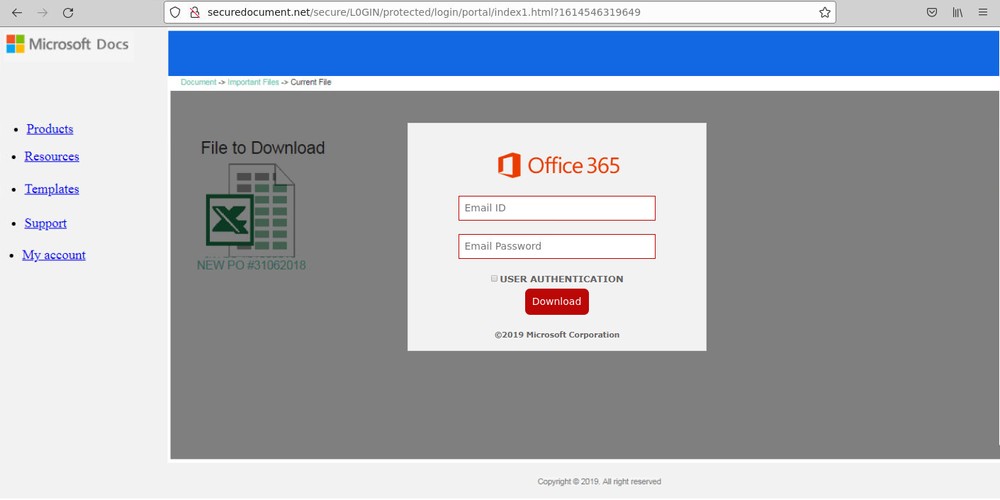 securedocument.net/secure/L0GIN/protected/login/portal/index1.html?1614546319649
Microsoft Docs
Document -> Important Files -> Current File
Products
Resources
Templates
Support
My account
File to Download
X
NEW PO #31062018
Office 365
Email ID
Email Password
USER AUTHENTICATION
Download
©2019 Microsoft Corporation
Copyright © 2019. All right reserved